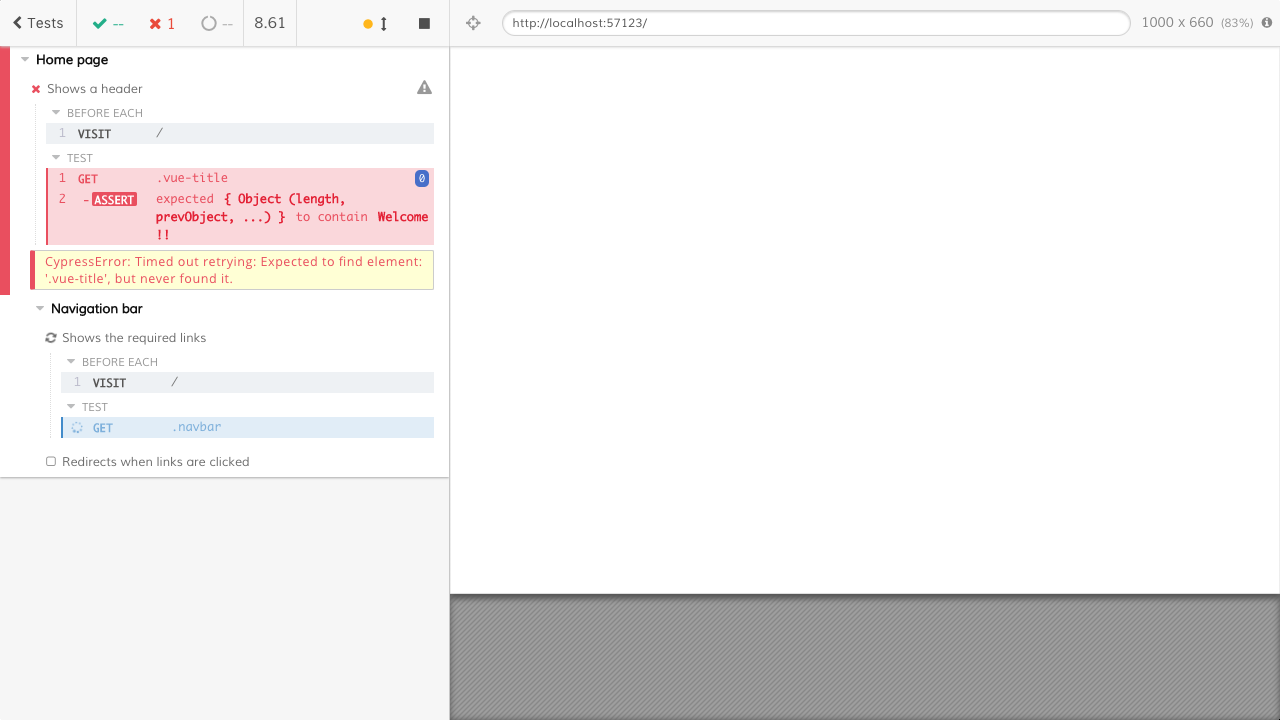 Tests
--
1
--
8.61
http://localhost:57123/
1000 x 660 (83%)
Home page
Shows a header
BEFORE EACH
1 VISIT /
TEST
1 GET .vue-title 0
2 -ASSERT expected { Object (length,
prevObject, ...) } to contain Welcome
!!
CypressError: Timed out retrying: Expected to find element:
'.vue-title', but never found it.
Navigation bar
Shows the required links
BEFORE EACH
1 VISIT /
TEST
GET .navbar
Redirects when links are clicked